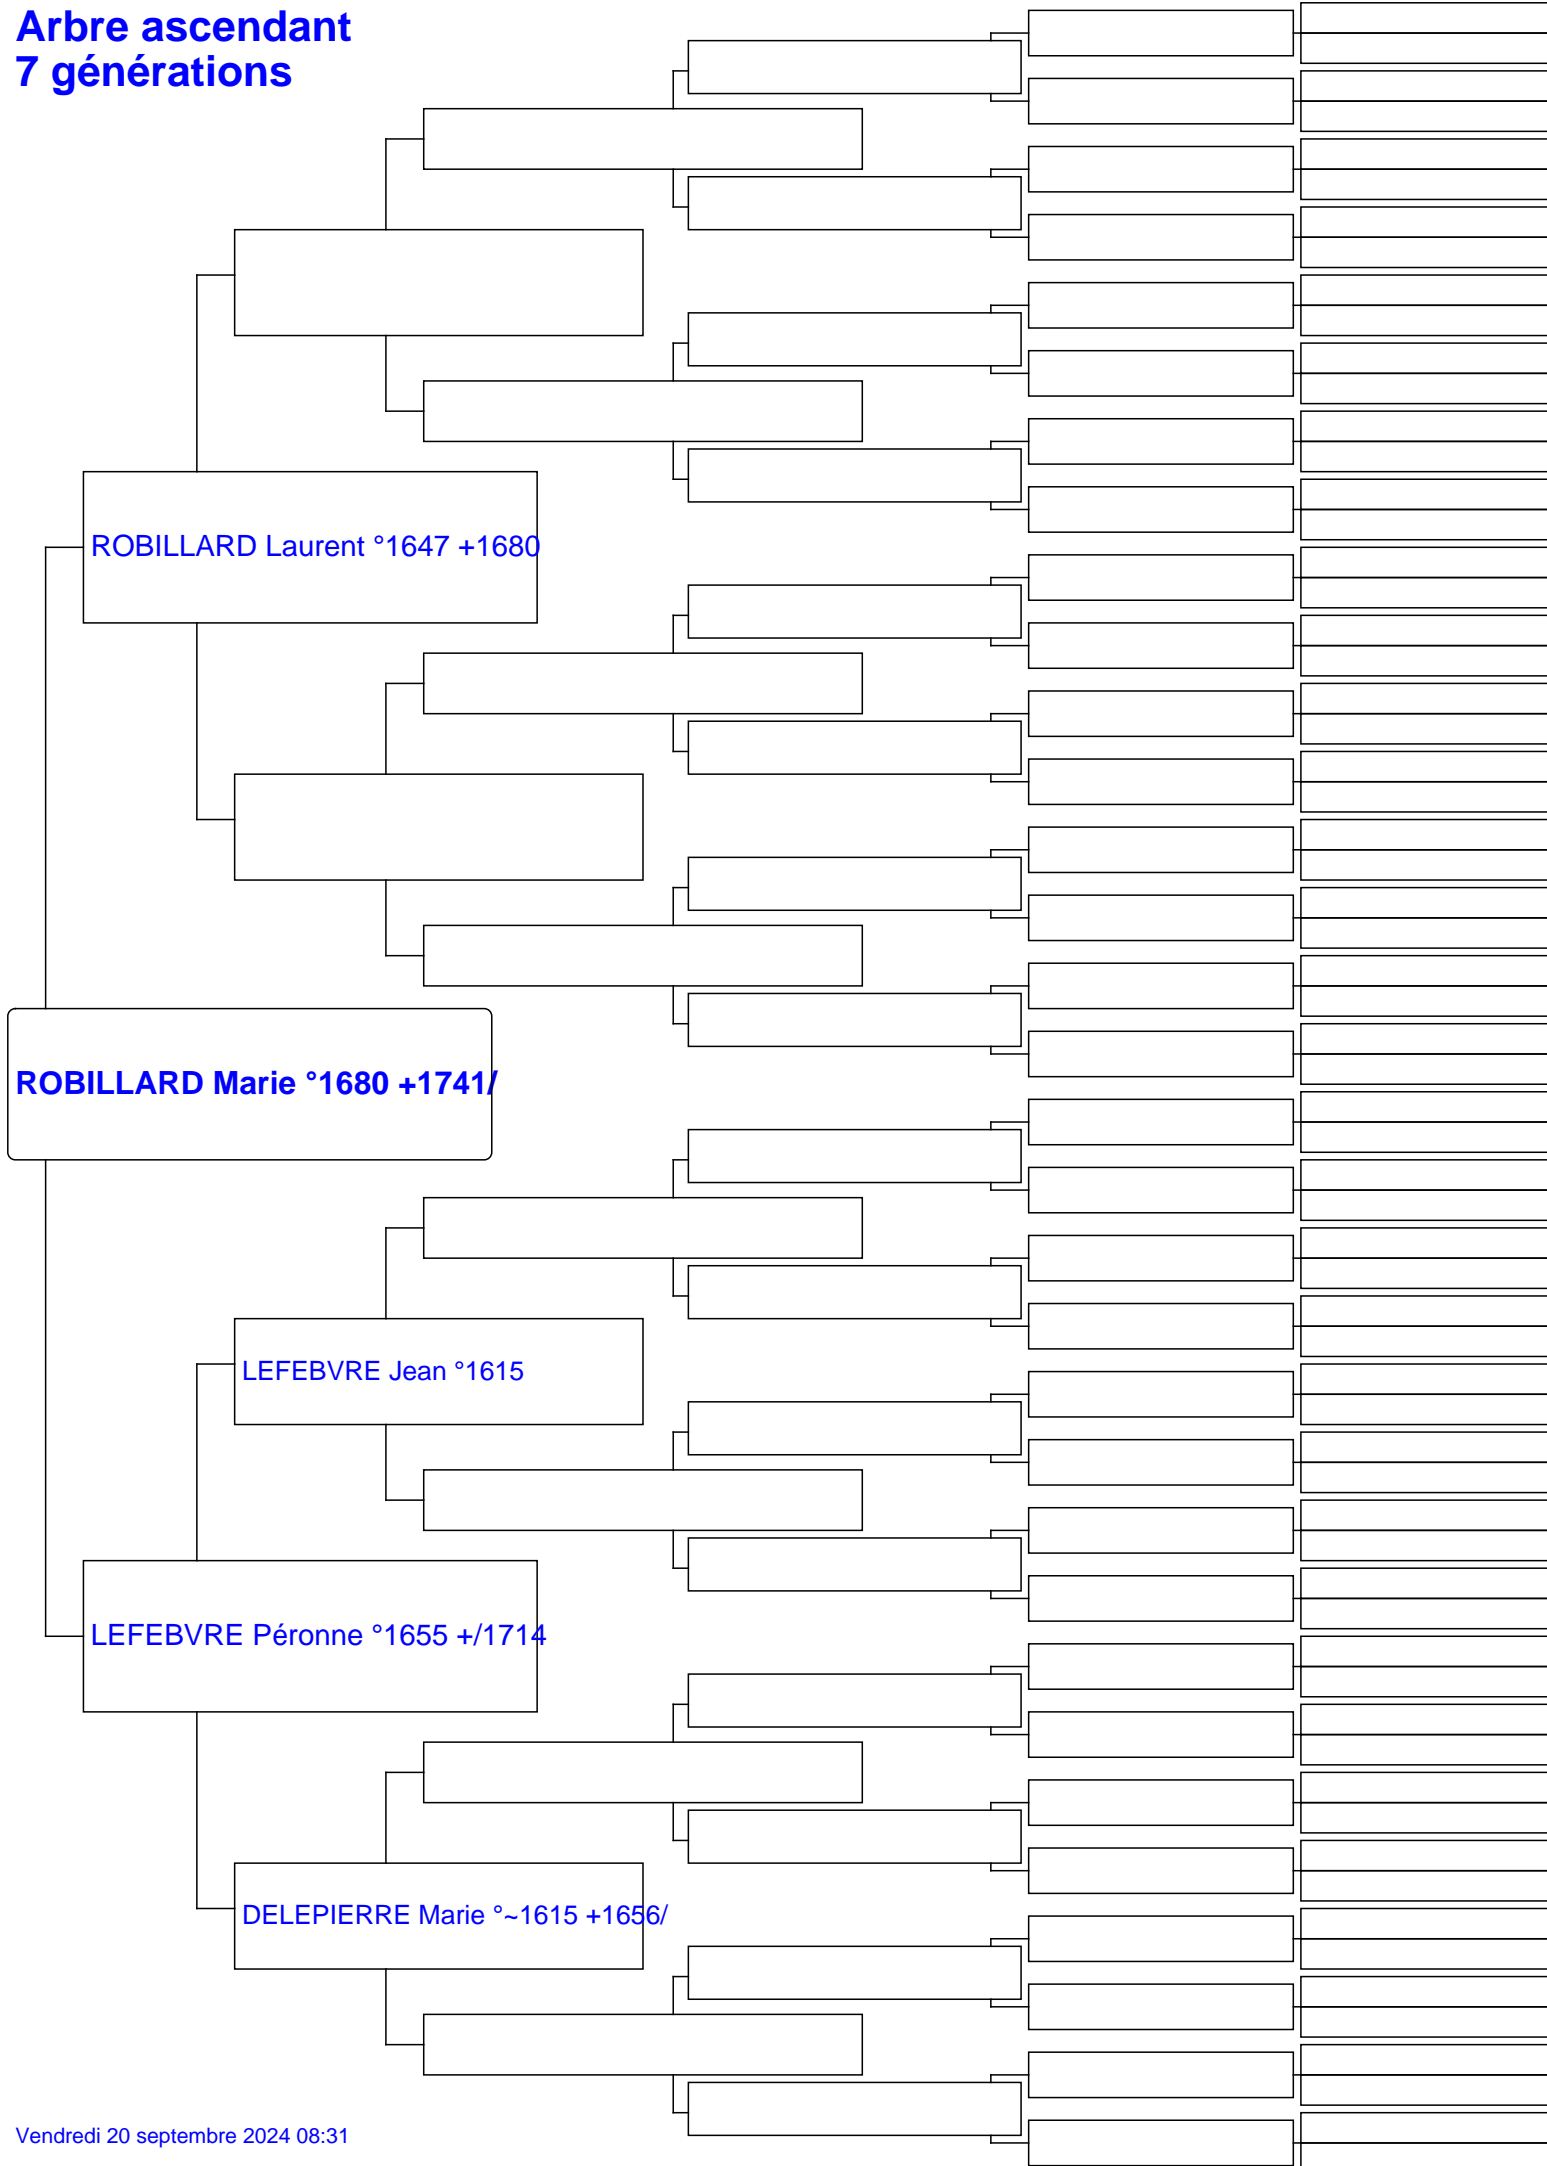 Arbre ascendant
7 générations
ROBILLARD Laurent °1647 +1680
ROBILLARD Marie °1680 +1741/
LEFEBVRE Jean °1615
LEFEBVRE Péronne °1655 +/1714
DELEPIERRE Marie °~1615 +1656/
Vendredi 20 septembre 2024 08:31